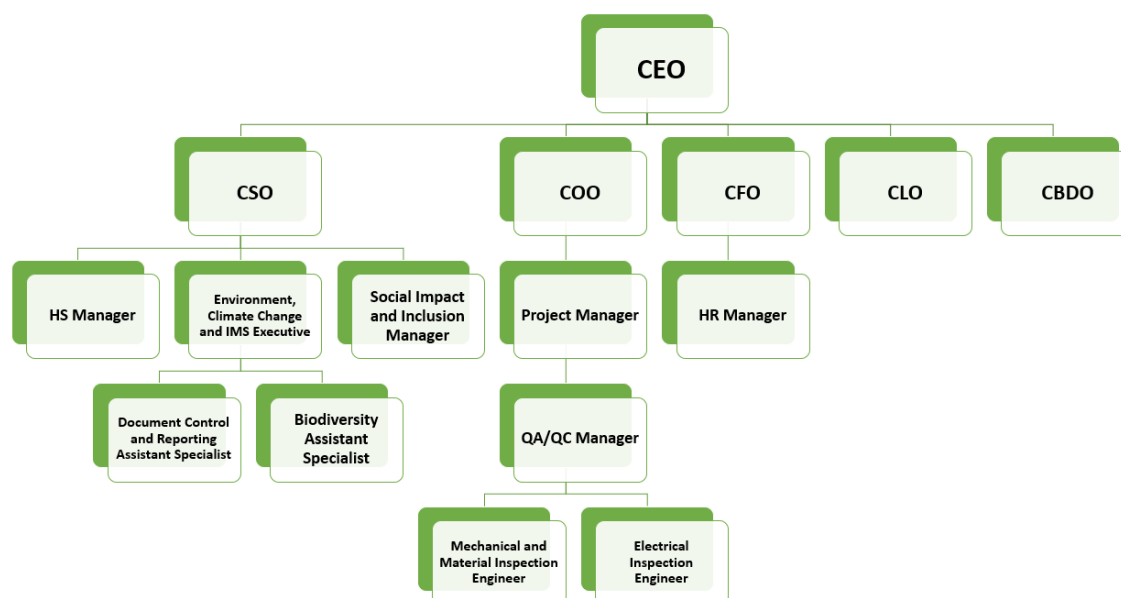 CEO
CSO
COO
CFO
CLO
CBDO
HS Manager
Environment,
Climate Change
and IMS Executive
Social Impact
and Inclusion
Manager
Project Manager
HR Manager
Document Control
and Reporting
Assistant Specialist
Biodiversity
Assistant
Specialist
QA/QC Manager
Mechanical and
Material Inspection
Engineer
Electrical
Inspection
Engineer